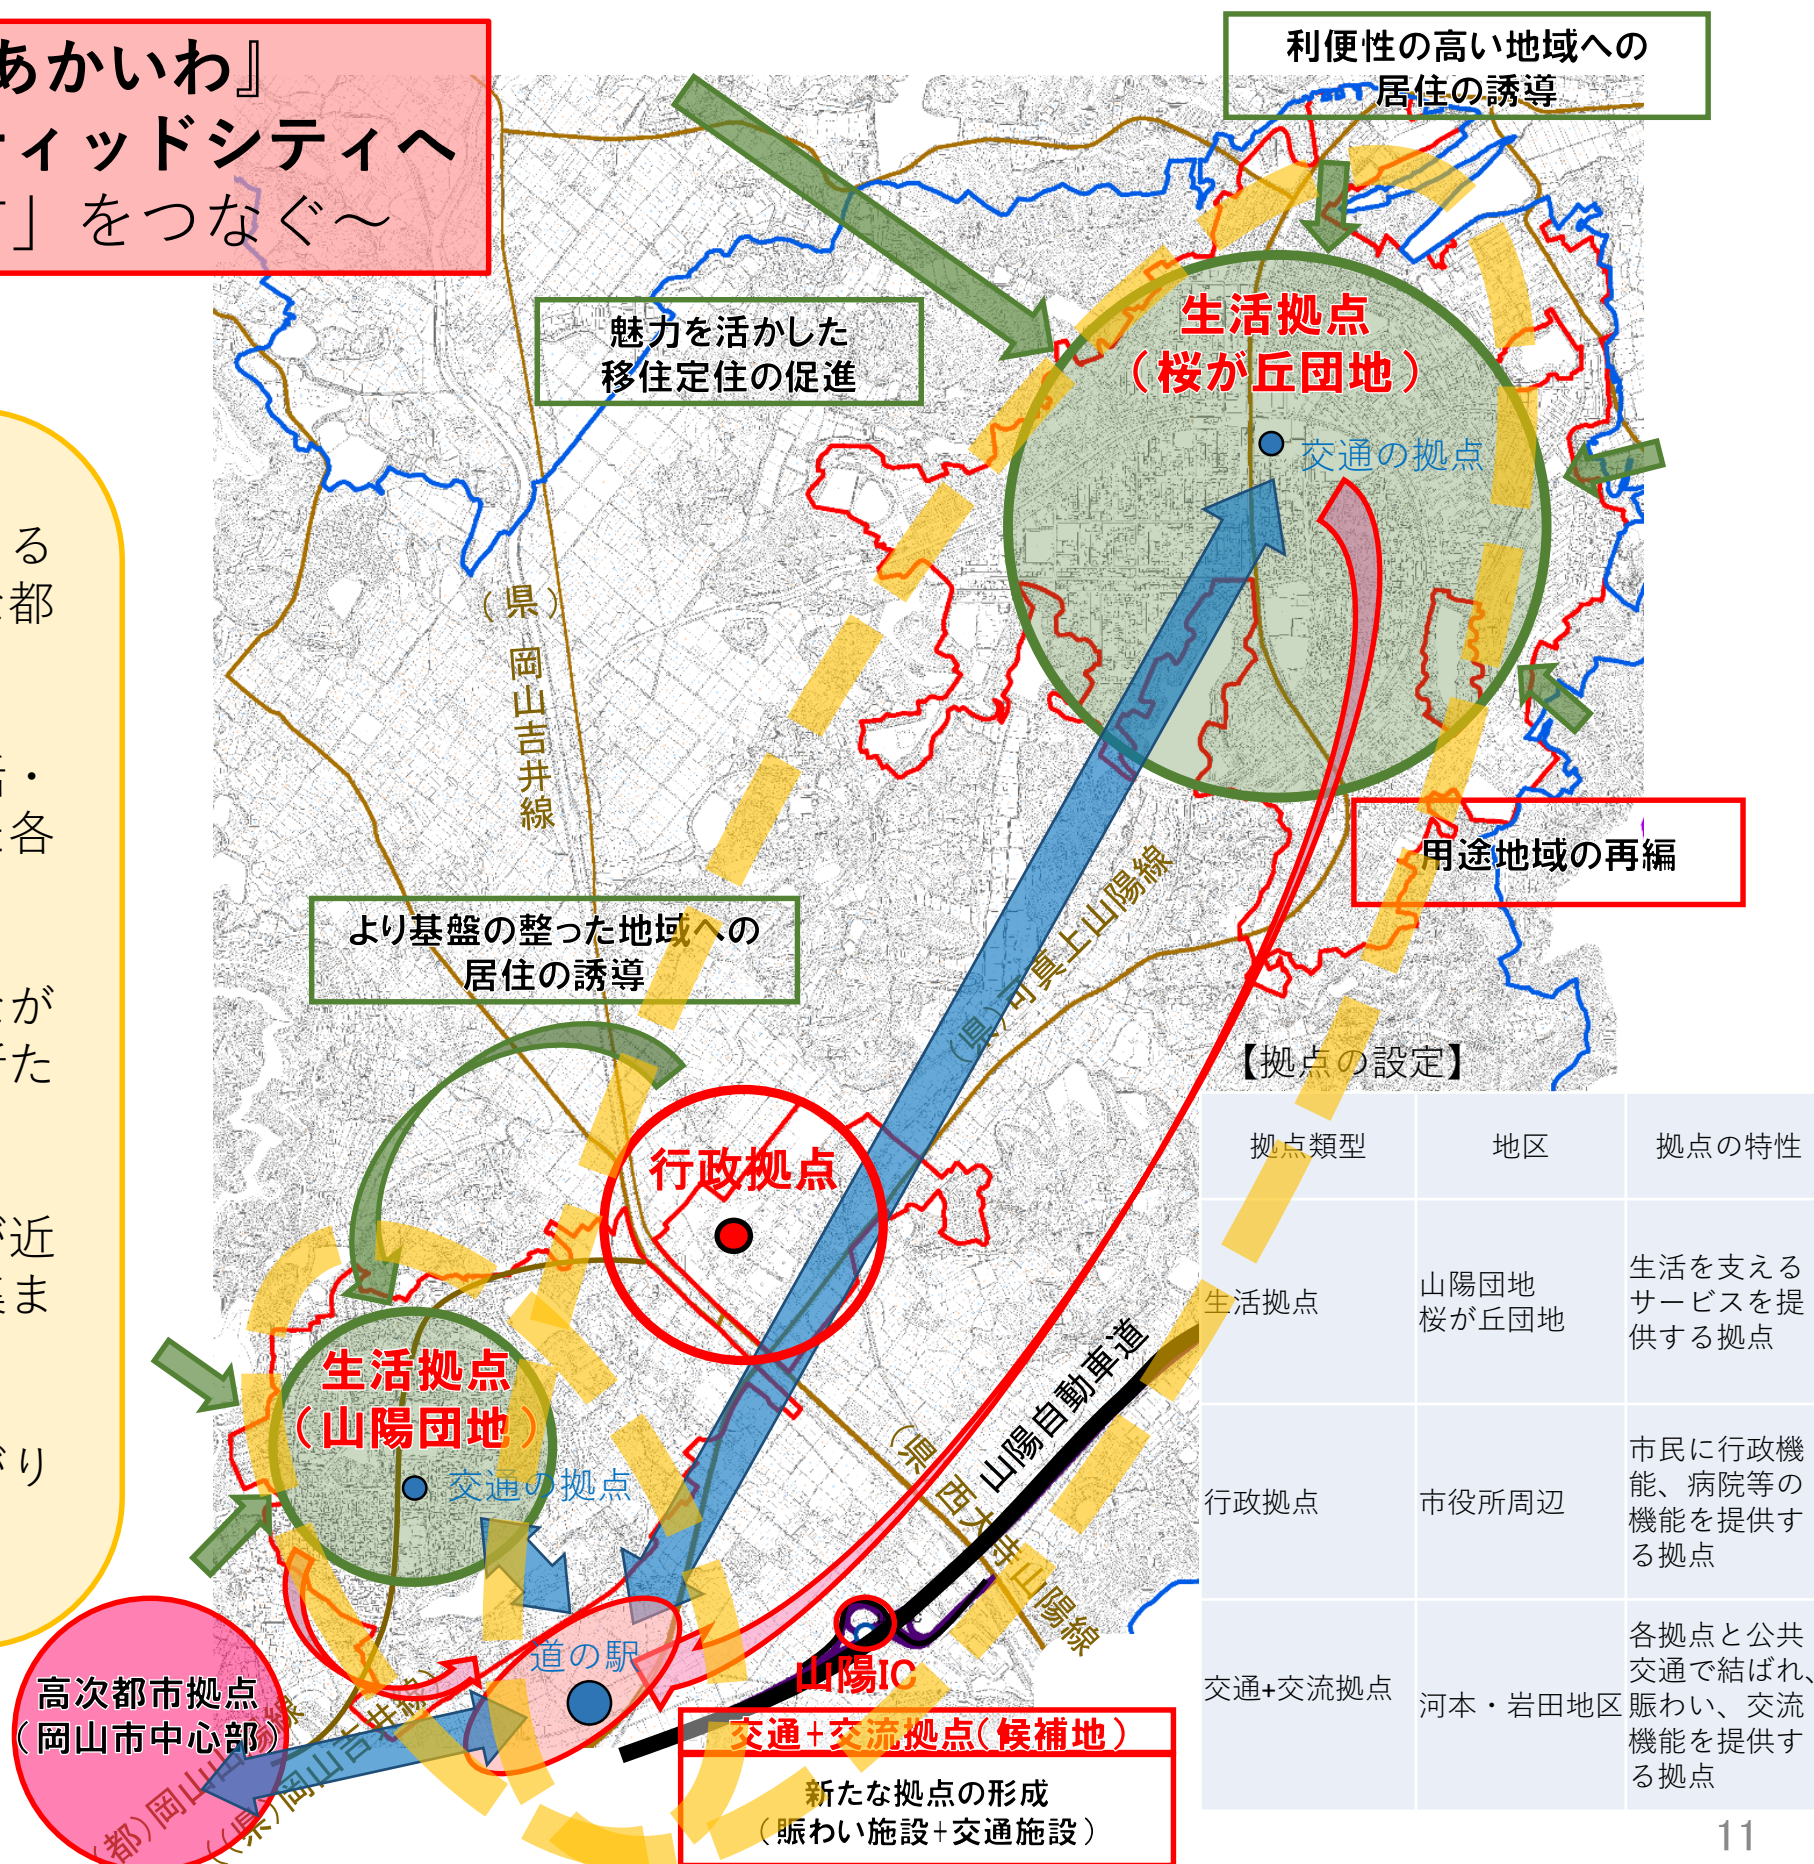 あかいわ』
ィッドシティへ
」をつなぐ～
利便性の高い地域への
居住の誘導
魅力を活かした
移住定住の促進
生活拠点
（桜が丘団地）
交通の拠点
る
都
・
各
が
た
近
ま
り
（県）岡山吉井線
用途地域の再編
より基盤の整った地域への
居住の誘導
（県）可真上山陽線
行政拠点
生活拠点
（山陽団地）
交通の拠点
山陽自動車道
（県）西大寺山陽線
道の駅
山陽IC
高次都市拠点
（岡山市中心部）
（県）岡山吉井線）
交通+交流拠点（候補地）
新たな拠点の形成
（賑わい施設+交通施設）
【拠点の設定】
拠点類型 地区 拠点の特性
生活拠点
山陽団地
桜が丘団地
生活を支える
サービスを提
供する拠点
行政拠点
市役所周辺
市民に行政機
能、病院等の
機能を提供す
る拠点
交通+交流拠点
河本・岩田地区
各拠点と公共
交通で結ばれ、
賑わい、交流
機能を提供す
る拠点
11